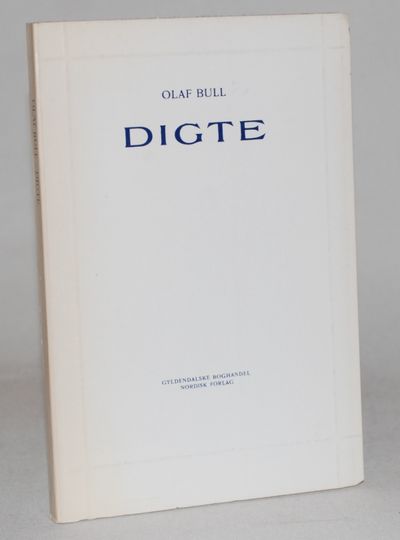 OLAF BULL
DIGTE
GYLDENDALSKE BOGHANDEL
NORDISK FORLAG